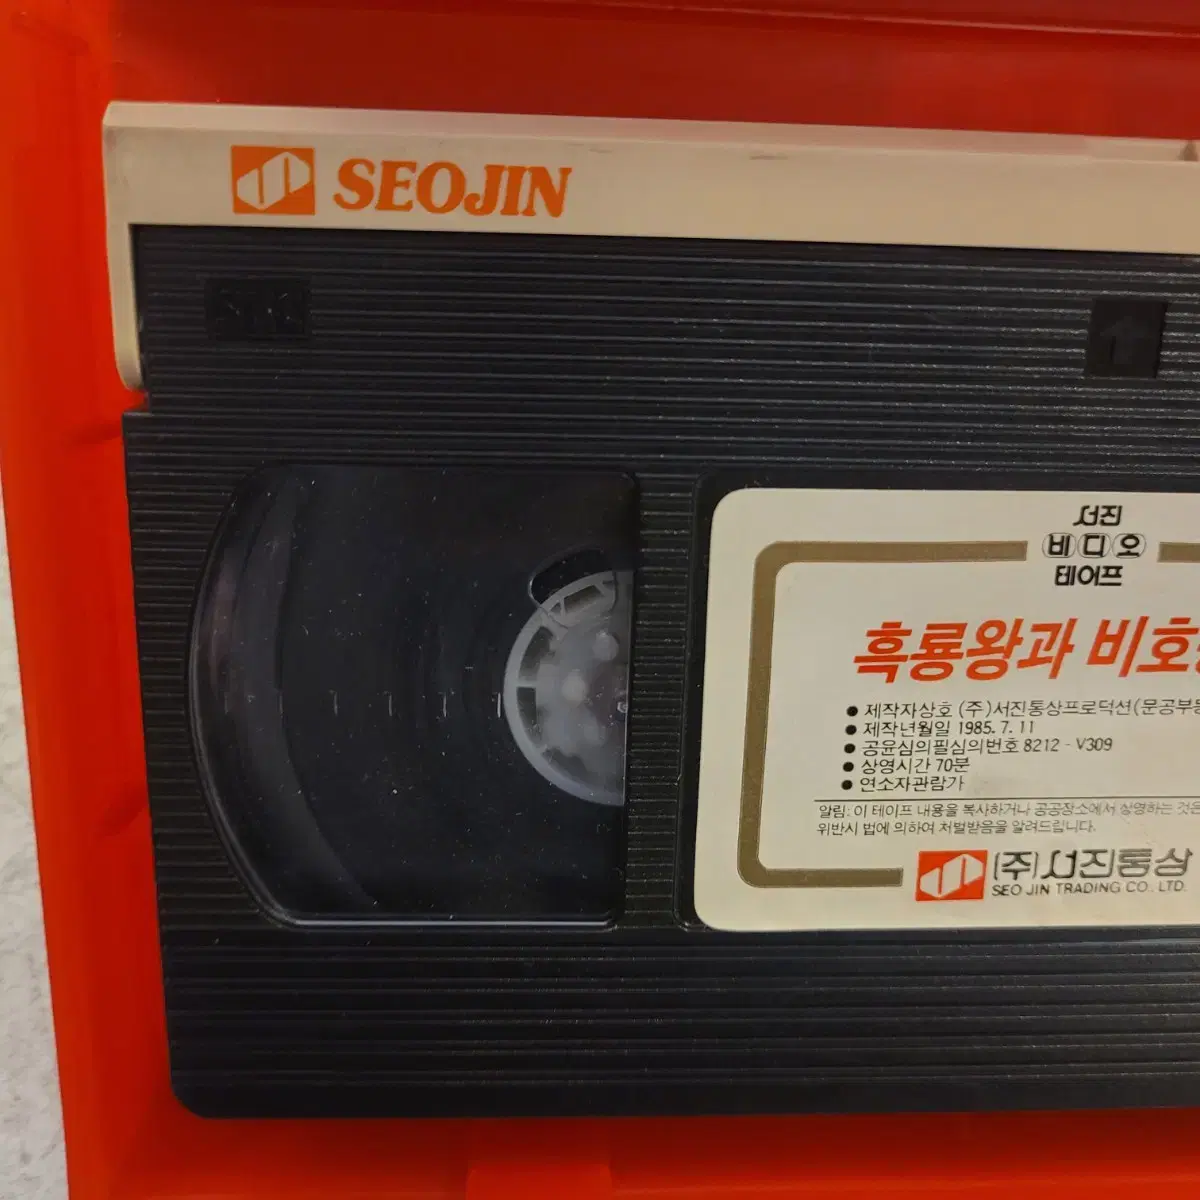 SEOJIN
SKC
서진
비디오
테이프
흑룡왕과 비호
● 제작자상호 (주)서진통상프로덕션(문공부등
● 제작년월일 1985. 7. 11
● 공윤심의필심의번호 8212 - V309
● 상영시간 70분
● 연소자관람가
알림: 이 테이프 내용을 복사하거나 공공장소에서 상영하는 것은
위반시 법에 의하여 처벌받음을 알려드립니다.
(주)서진통상
SEO JIN TRADING CO., LTD.